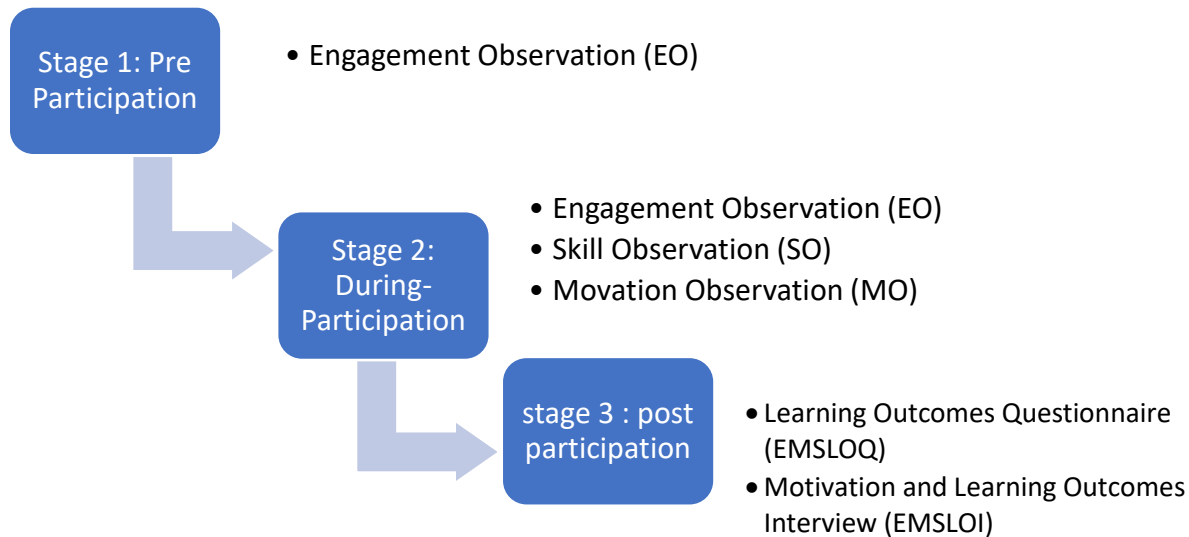 Stage 1: Pre
Participation
• Engagement Observation (EO)
Stage 2:
During-
Participation
• Engagement Observation (EO)
• Skill Observation (SO)
• Movation Observation (MO)
stage 3 : post
participation
• Learning Outcomes Questionnaire
(EMSLOQ)
• Motivation and Learning Outcomes
Interview (EMSLOI)